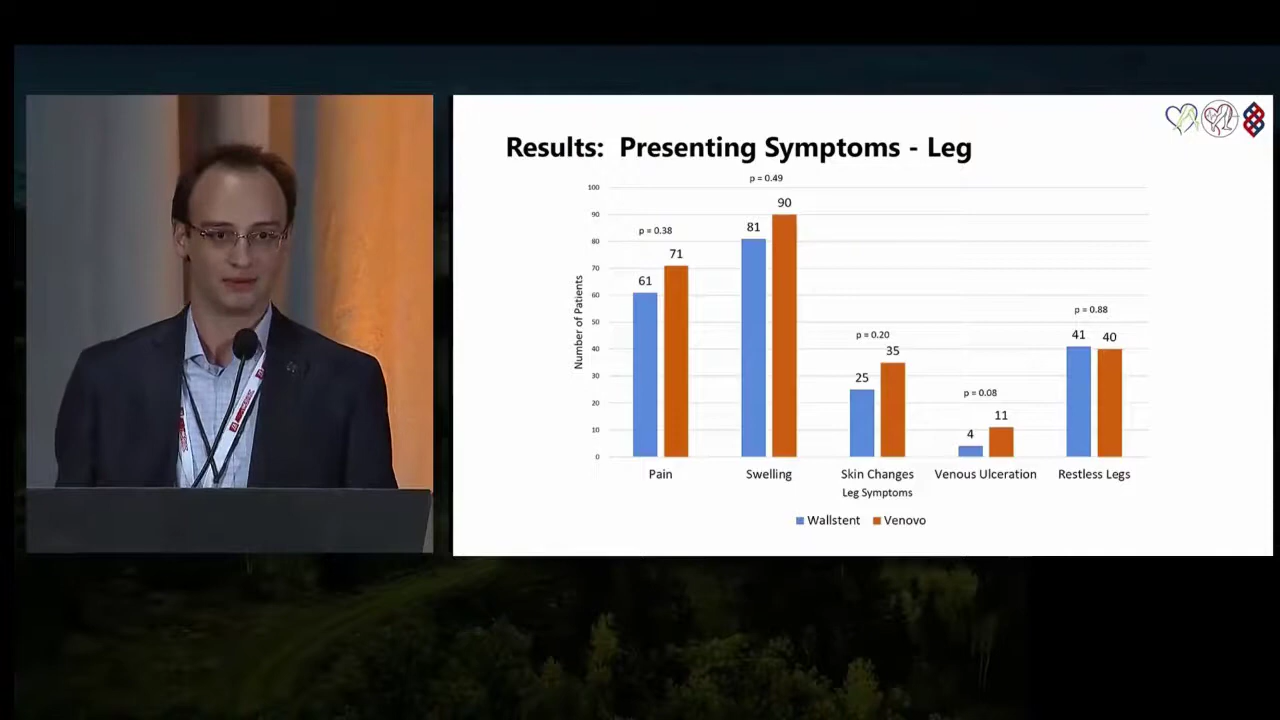 Results: Presenting Symptoms - Leg
p = 0.49
100
90
80
70
60
50
40
30
20
10
0
Number of Patients
p = 0.38
61
71
81
90
p = 0.20
25
35
p = 0.08
4
11
p = 0.88
41
40
Pain
Swelling
Skin Changes
Venous Ulceration
Restless Legs
Leg Symptoms
Wallstent
Venovo